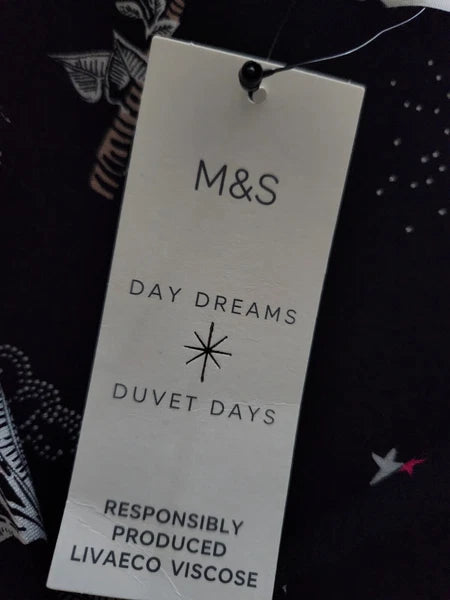 M&S
DAY DREAMS
DUVET DAYS
RESPONSIBLY
PRODUCED
LIVAECO VISCOSE